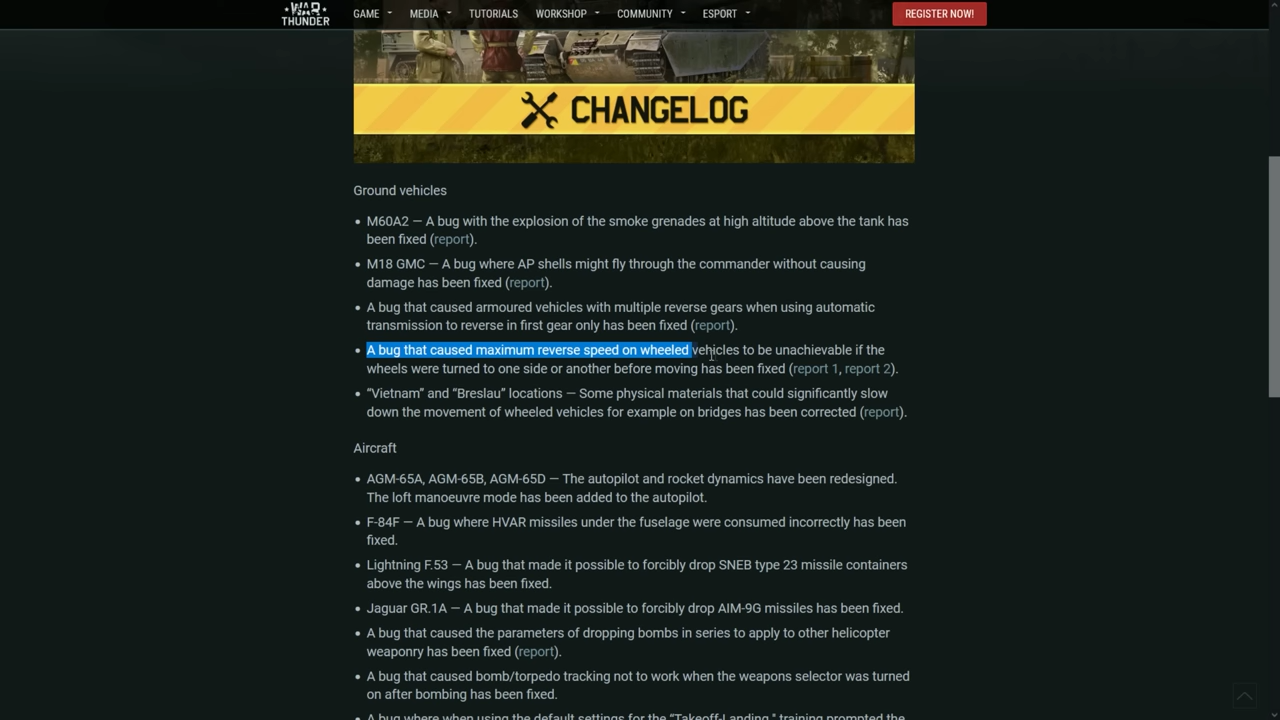 WAR
THUNDER
GAME
MEDIA
TUTORIALS
WORKSHOP
COMMUNITY
ESPORT
REGISTER NOW!
CHANGELOG
Ground vehicles
• M60A2 — A bug with the explosion of the smoke grenades at high altitude above the tank has
been fixed (report).
• M18 GMC — A bug where AP shells might fly through the commander without causing
damage has been fixed (report).
• A bug that caused armoured vehicles with multiple reverse gears when using automatic
transmission to reverse in first gear only has been fixed (report).
• A bug that caused maximum reverse speed on wheeled vehicles to be unachievable if the
wheels were turned to one side or another before moving has been fixed (report 1, report 2).
• “Vietnam” and “Breslau” locations — Some physical materials that could significantly slow
down the movement of wheeled vehicles for example on bridges has been corrected (report).
Aircraft
• AGM-65A, AGM-65B, AGM-65D — The autopilot and rocket dynamics have been redesigned.
The loft manoeuvre mode has been added to the autopilot.
• F-84F — A bug where HVAR missiles under the fuselage were consumed incorrectly has been
fixed.
• Lightning F.53 — A bug that made it possible to forcibly drop SNEB type 23 missile containers
above the wings has been fixed.
• Jaguar GR.1A — A bug that made it possible to forcibly drop AIM-9G missiles has been fixed.
• A bug that caused the parameters of dropping bombs in series to apply to other helicopter
weaponry has been fixed (report).
• A bug that caused bomb/torpedo tracking not to work when the weapons selector was turned
on after bombing has been fixed.
• A bug where when using the default settings for the “Takeoff-Landing " training prompted the